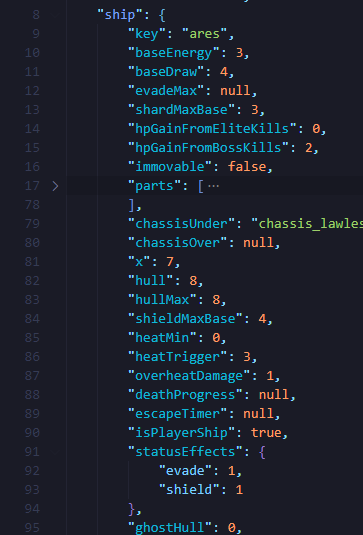 8 "ship": {
9 "key": "ares",
10 "baseEnergy": 3,
11 "baseDraw": 4,
12 "evadeMax": null,
13 "shardMaxBase": 3,
14 "hpGainFromEliteKills": 0,
15 "hpGainFromBossKills": 2,
16 "immovable": false,
17 > "parts": [ ···
78 ],
79 "chassisUnder": "chassis_lawles
80 "chassisOver": null,
81 "x": 7,
82 "hull": 8,
83 "hullMax": 8,
84 "shieldMaxBase": 4,
85 "heatMin": 0,
86 "heatTrigger": 3,
87 "overheatDamage": 1,
88 "deathProgress": null,
89 "escapeTimer": null,
90 "isPlayerShip": true,
91 "statusEffects": {
92 "evade": 1,
93 "shield": 1
94 },
95 "ghostHull": 0,